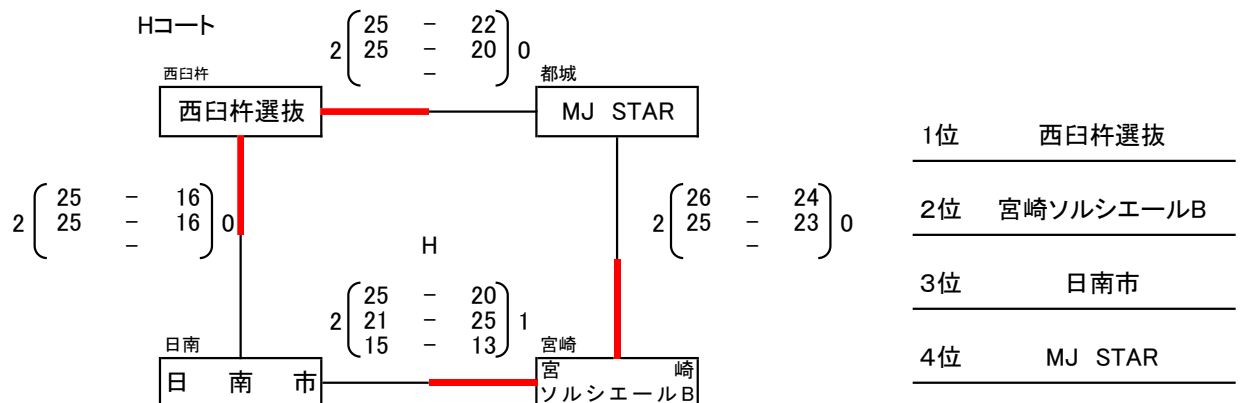 Hコート
2 25 - 22 0
25 - 20
-
西臼杵
西臼杵選抜
都城
MJ STAR
1位 西臼杵選抜
2 25 - 16 0
25 - 16
-
2 26 - 24 0
25 - 23
-
2位 宮崎ソルシエールB
H
3位 日南市
2 25 - 20 1
21 - 25
15 - 13
日南
日南市
宮崎
宮崎
ソルシエールB
4位 MJ STAR